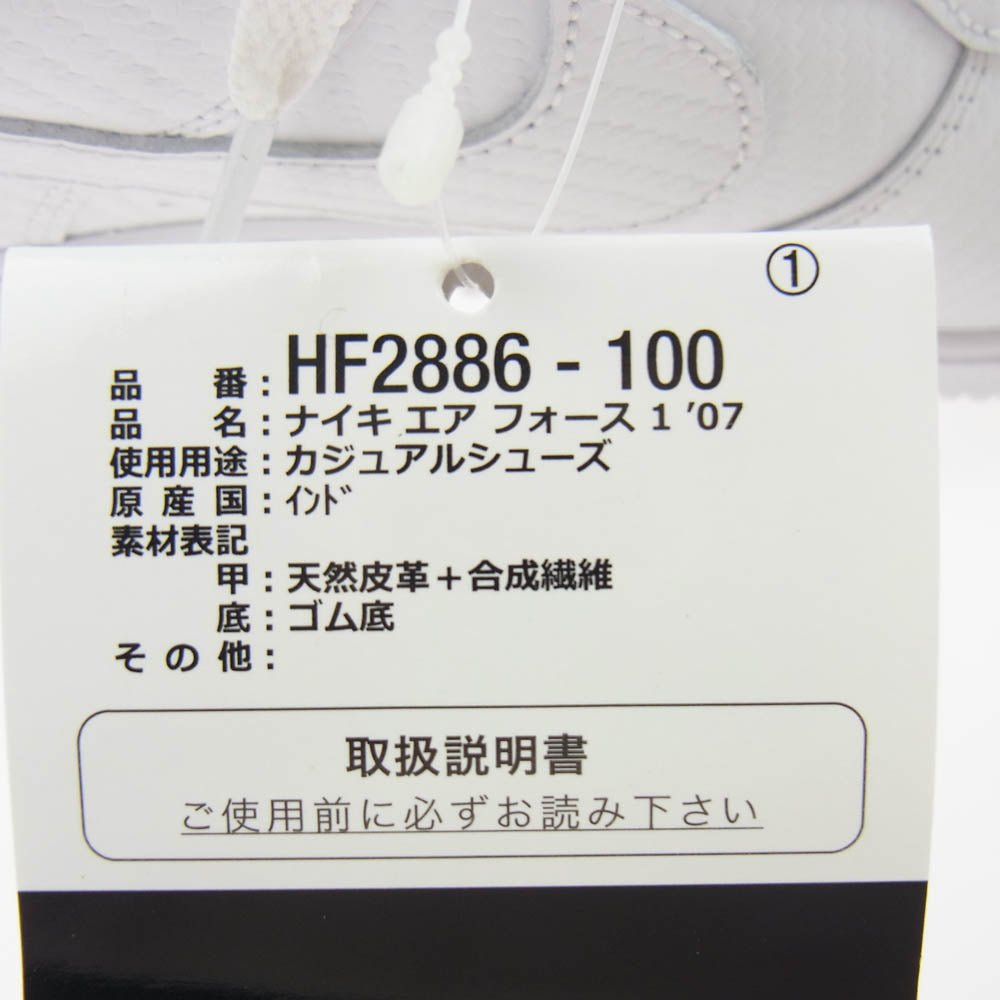 ①
品番:HF2886 - 100
品名:ナイキ エア フォース 1 '07
使用用途:カジュアルシューズ
原産国:ｲﾝﾄﾞ
素材表記
甲:天然皮革+合成繊維
底:ゴム底
その他:
取扱説明書
ご使用前に必ずお読み下さい